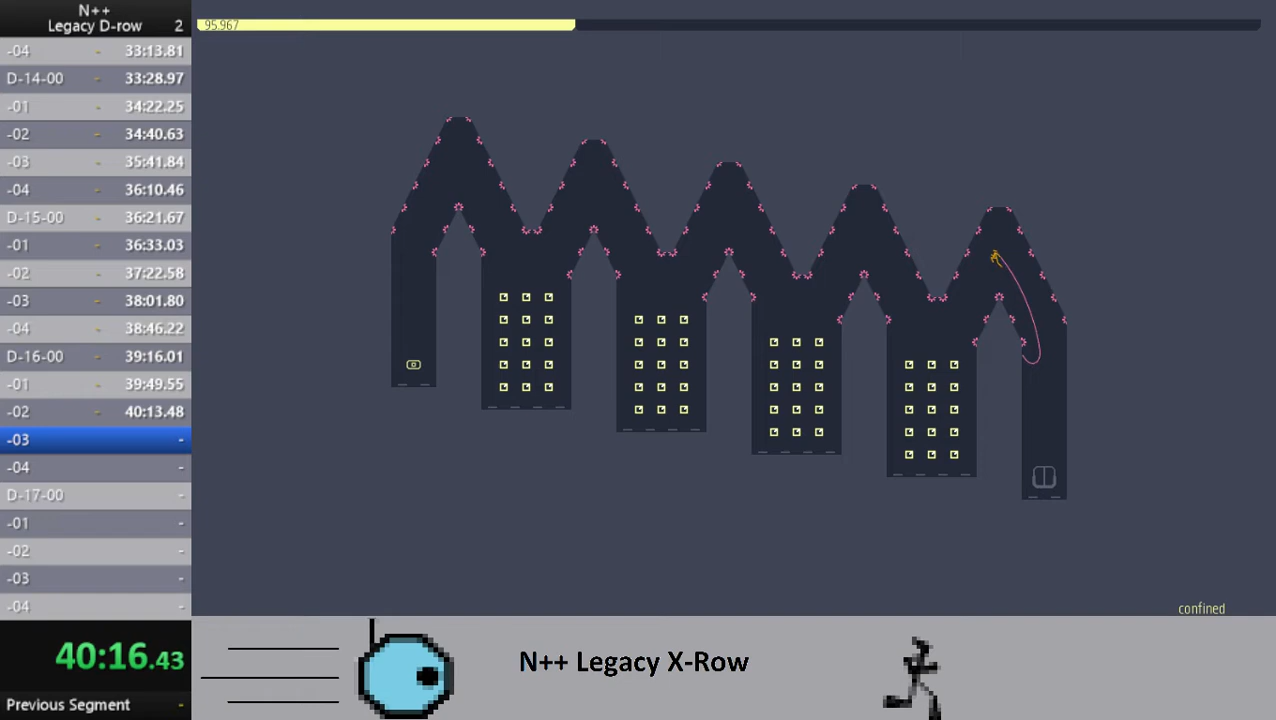 N++
Legacy D-row 2
-04 - 33:13.81
D-14-00 - 33:28.97
-01 - 34:22.25
-02 - 34:40.63
-03 - 35:41.84
-04 - 36:10.46
D-15-00 - 36:21.67
-01 - 36:33.03
-02 - 37:22.58
-03 - 38:01.80
-04 - 38:46.22
D-16-00 - 39:16.01
-01 - 39:49.55
-02 - 40:13.48
-03 -
-04 -
D-17-00 -
-01 -
-02 -
-03 -
-04 -
40:16.43
Previous Segment -
95.967
confined
N++ Legacy X-Row